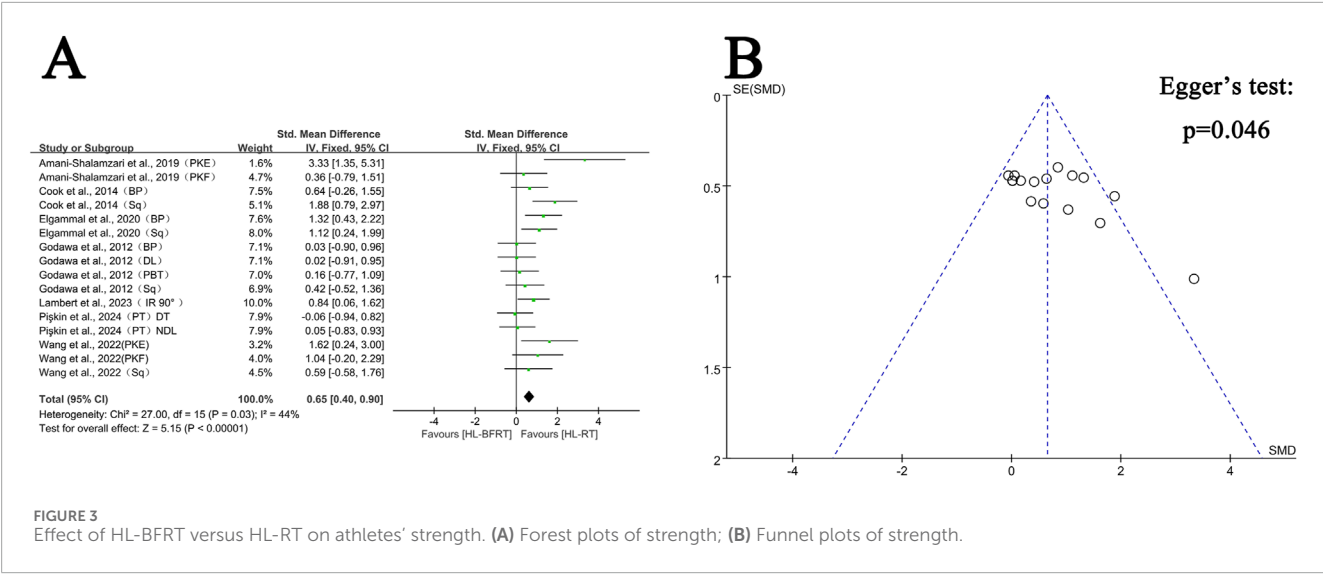 A
Std. Mean Difference Std. Mean Difference
Study or Subgroup Weight IV, Fixed, 95% CI IV, Fixed, 95% CI
Amani-Shalamzari et al., 2019（PKE） 1.6% 3.33 [1.35, 5.31]
Amani-Shalamzari et al., 2019（PKF） 4.7% 0.36 [-0.79, 1.51]
Cook et al., 2014（BP） 7.5% 0.64 [-0.26, 1.55]
Cook et al., 2014（Sq） 5.1% 1.88 [0.79, 2.97]
Elgammal et al., 2020（BP） 7.6% 1.32 [0.43, 2.22]
Elgammal et al., 2020（Sq） 8.0% 1.12 [0.24, 1.99]
Godawa et al., 2012（BP） 7.1% 0.03 [-0.90, 0.96]
Godawa et al., 2012（DL） 7.1% 0.02 [-0.91, 0.95]
Godawa et al., 2012（PBT） 7.0% 0.16 [-0.77, 1.09]
Godawa et al., 2012（Sq） 6.9% 0.42 [-0.52, 1.36]
Lambert et al., 2023（ IR 90° ） 10.0% 0.84 [0.06, 1.62]
Pişkin et al., 2024（PT）DT 7.9% -0.06 [-0.94, 0.82]
Pişkin et al., 2024（PT）NDL 7.9% 0.05 [-0.83, 0.93]
Wang et al., 2022(PKE) 3.2% 1.62 [0.24, 3.00]
Wang et al., 2022(PKF) 4.0% 1.04 [-0.20, 2.29]
Wang et al., 2022（Sq） 4.5% 0.59 [-0.58, 1.76]
Total (95% CI) 100.0% 0.65 [0.40, 0.90]
Heterogeneity: Chi² = 27.00, df = 15 (P = 0.03); I² = 44%
Test for overall effect: Z = 5.15 (P < 0.00001)
-4 -2 0 2 4
Favours [HL-BFRT] Favours [HL-RT]
B
SE(SMD)
Egger's test:
p=0.046
0
0.5
1
1.5
2
SMD
-4 -2 0 2 4
FIGURE 3
Effect of HL-BFRT versus HL-RT on athletes' strength. (A) Forest plots of strength; (B) Funnel plots of strength.